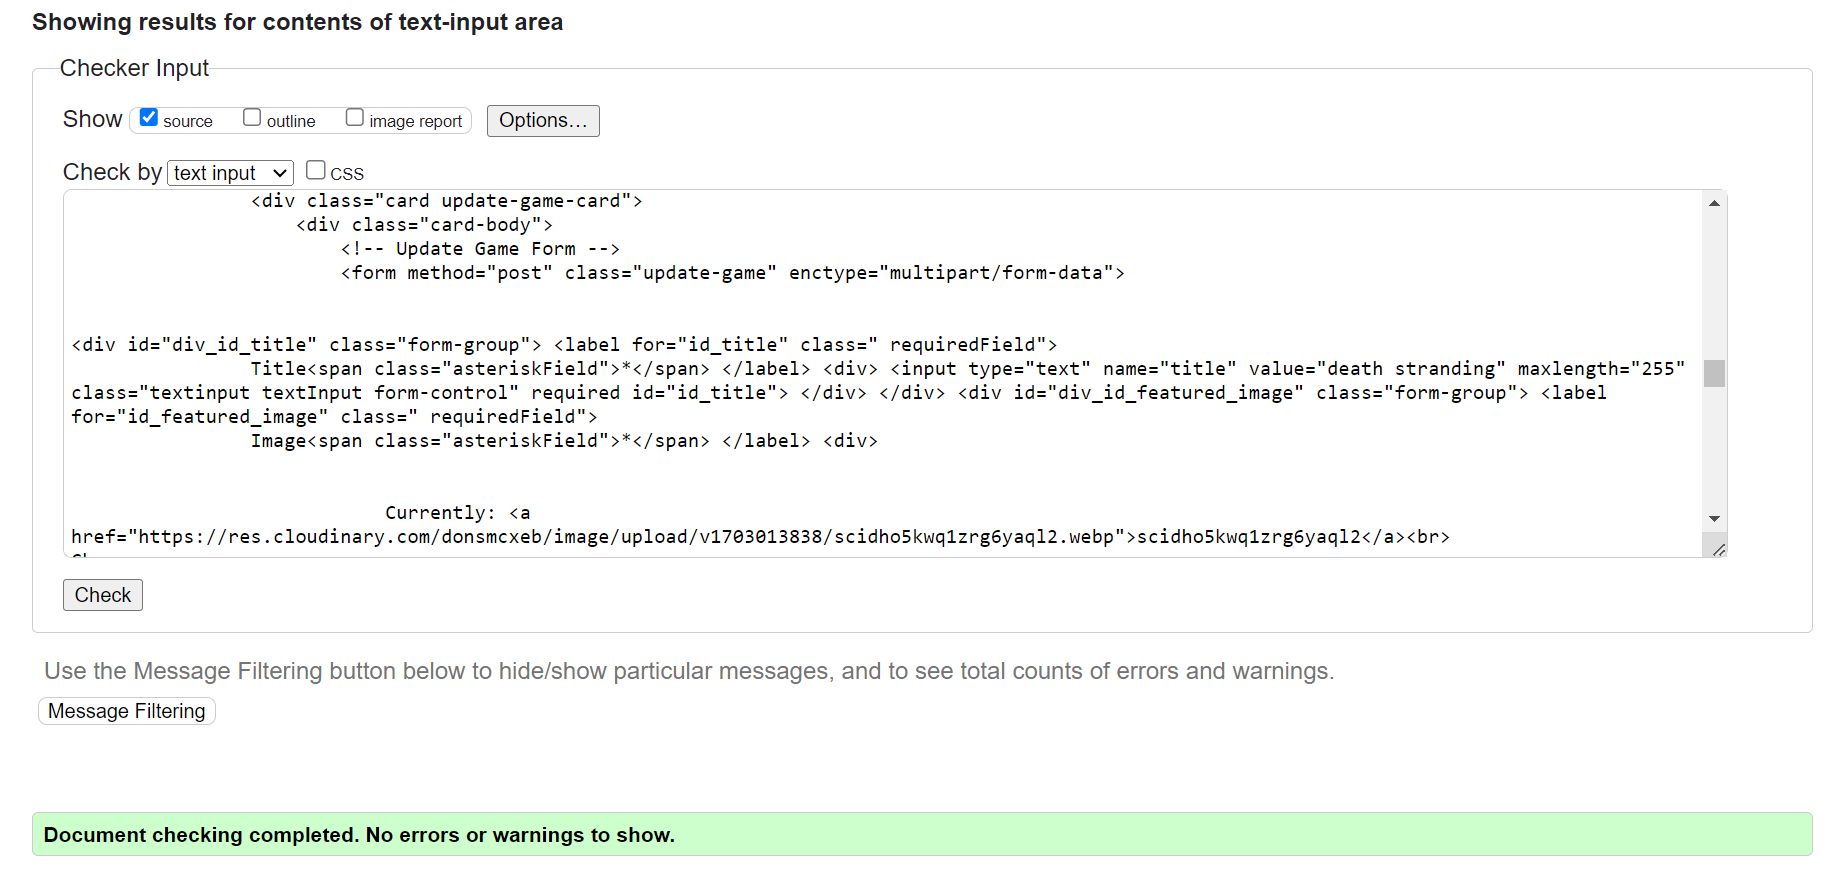 Showing results for contents of text-input area
Checker Input
Show source outline image report Options...
Check by text input CSS
<div class="card update-game-card">
<div class="card-body">
<!-- Update Game Form -->
<form method="post" class="update-game" enctype="multipart/form-data">
<div id="div_id_title" class="form-group"> <label for="id_title" class=" requiredField">
Title<span class="asteriskField">*</span> </label> <div> <input type="text" name="title" value="death stranding" maxlength="255"
class="textinput textInput form-control" required id="id_title"> </div> </div> <div id="div_id_featured_image" class="form-group"> <label
for="id_featured_image" class=" requiredField">
Image<span class="asteriskField">*</span> </label> <div>
Currently: <a
href="https://res.cloudinary.com/donsmcxeb/image/upload/v1703013838/scidho5kwq1zrg6yaql2.webp">scidho5kwq1zrg6yaql2</a><br>
Check
Use the Message Filtering button below to hide/show particular messages, and to see total counts of errors and warnings.
Message Filtering
Document checking completed. No errors or warnings to show.